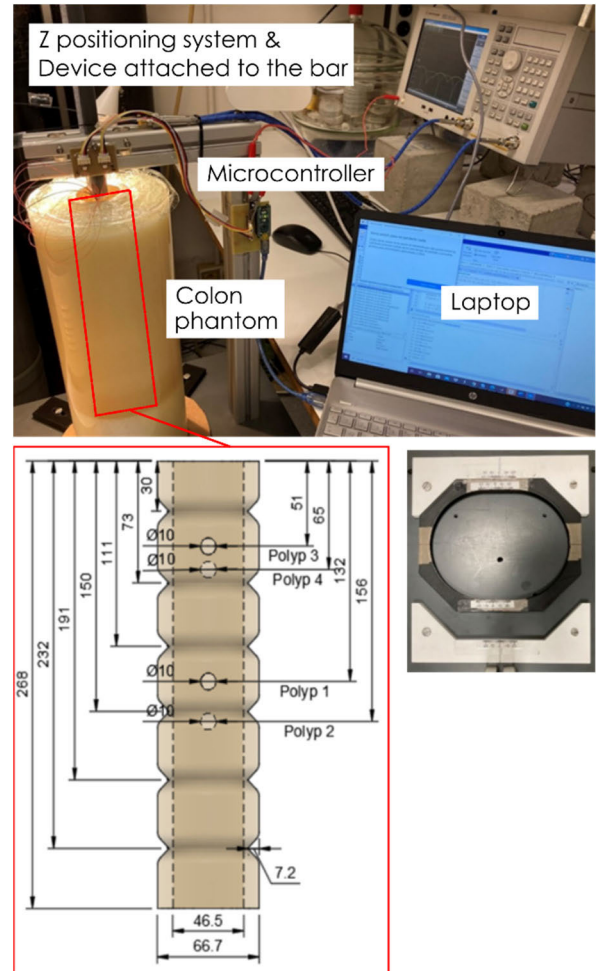 Z positioning system &
Device attached to the bar
Microcontroller
Colon
phantom
Laptop
hp
30
51
65
73
Ø10
Polyp 3
Ø10
Polyp 4
111
132
150
156
191
232
268
Ø10
Polyp 1
Ø10
Polyp 2
7.2
46.5
66.7